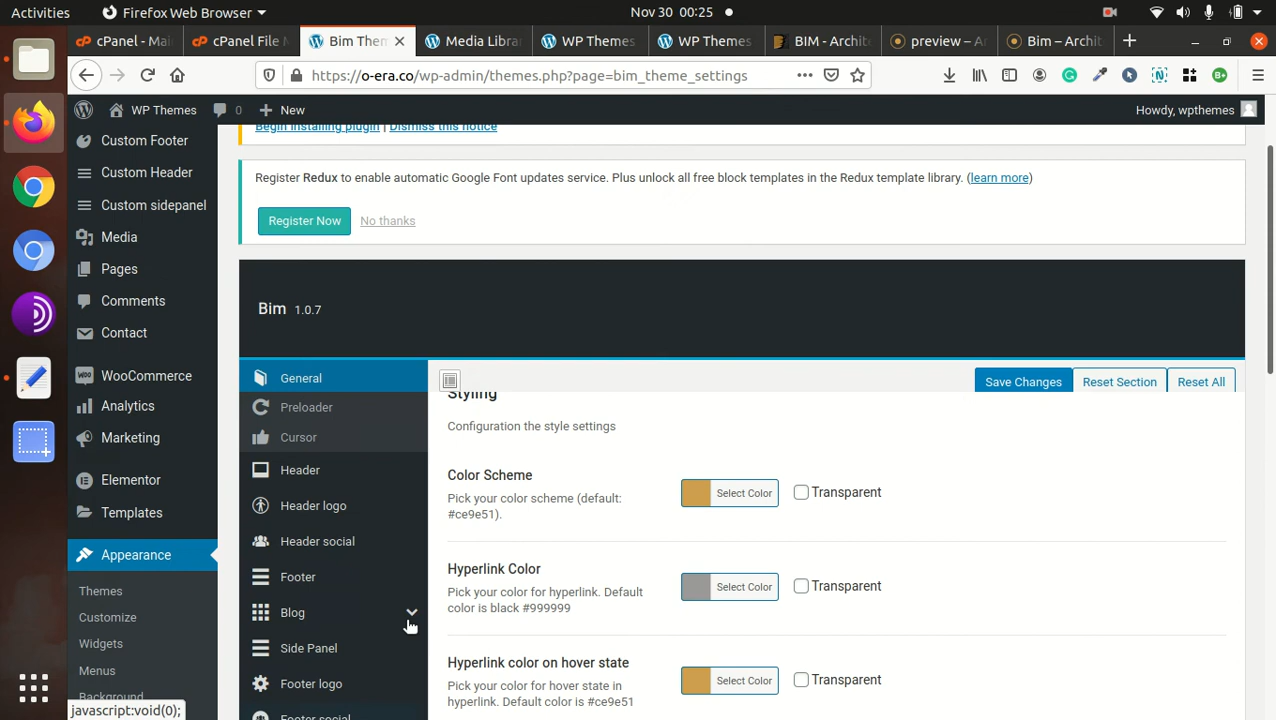 Activities
Firefox Web Browser
Nov 30 00:25
cPanel - Mai
cPanel File M
Bim Them
Media Librar
WP Themes
WP Themes
BIM - Archite
preview – Ar
Bim – Archit
https://o-era.co/wp-admin/themes.php?page=bim_theme_settings
WP Themes
0
New
Howdy, wpthemes
Custom Footer
Custom Header
Custom sidepanel
Media
Pages
Comments
Contact
WooCommerce
Analytics
Marketing
Elementor
Templates
Appearance
Themes
Customize
Widgets
Menus
Background
javascript:void(0);
Begin installing plugin | Dismiss this notice
Register Redux to enable automatic Google Font updates service. Plus unlock all free block templates in the Redux template library. (learn more)
Register Now
No thanks
Bim 1.0.7
General
Preloader
Cursor
Header
Header logo
Header social
Footer
Blog
Side Panel
Footer logo
Footer social
Save Changes
Reset Section
Reset All
Styling
Configuration the style settings
Color Scheme
Pick your color scheme (default:
#ce9e51).
Select Color
Transparent
Hyperlink Color
Pick your color for hyperlink. Default
color is black #999999
Select Color
Transparent
Hyperlink color on hover state
Pick your color for hover state in
hyperlink. Default color is #ce9e51
Select Color
Transparent